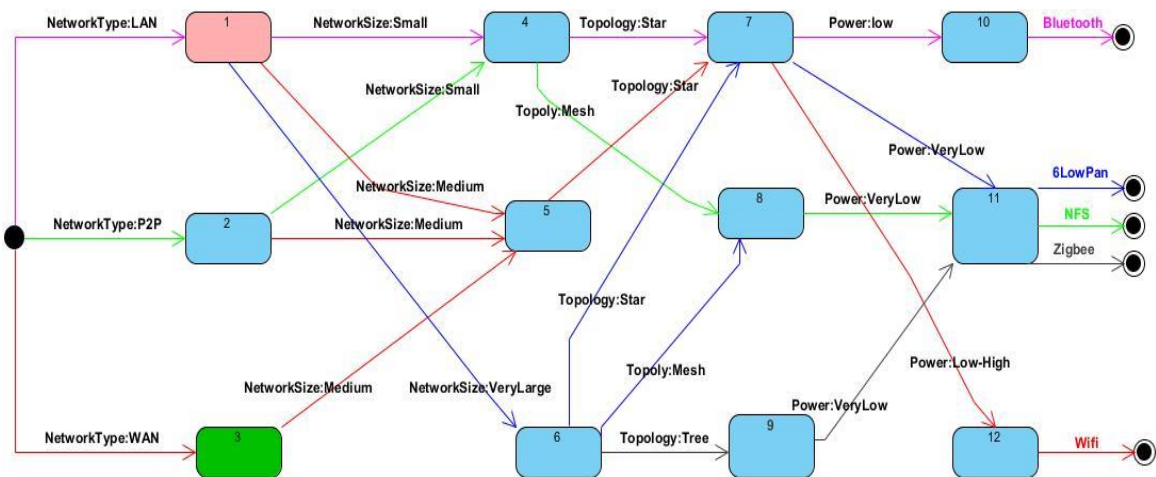 NetworkType:LAN
1
NetworkSize:Small
4
Topology:Star
7
Power:low
10
Bluetooth
NetworkSize:Small
Topology:Star
Topoly:Mesh
Power:VeryLow
6LowPan
NetworkSize:Medium
NetworkType:P2P
2
NetworkSize:Medium
5
8
Power:VeryLow
11
NFS
Zigbee
Topology:Star
NetworkSize:Medium
NetworkSize:VeryLarge
Topoly:Mesh
Power:Low-High
Power:VeryLow
NetworkType:WAN
3
6
Topology:Tree
9
12
Wifi